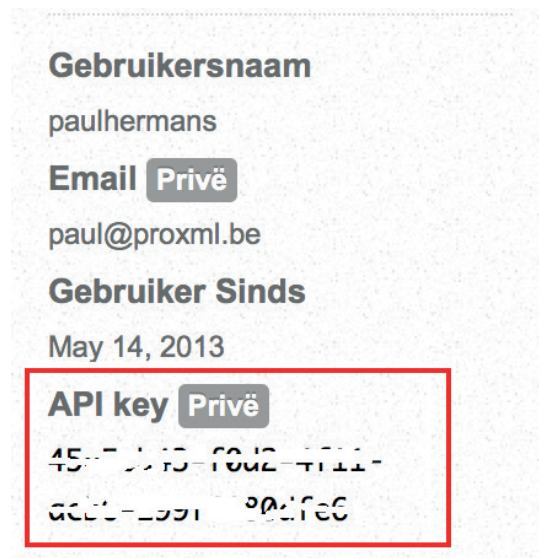 Gebruikersnaam
paulhermans
Email Privë
paul@proxml.be
Gebruiker Sinds
May 14, 2013
API key Privë